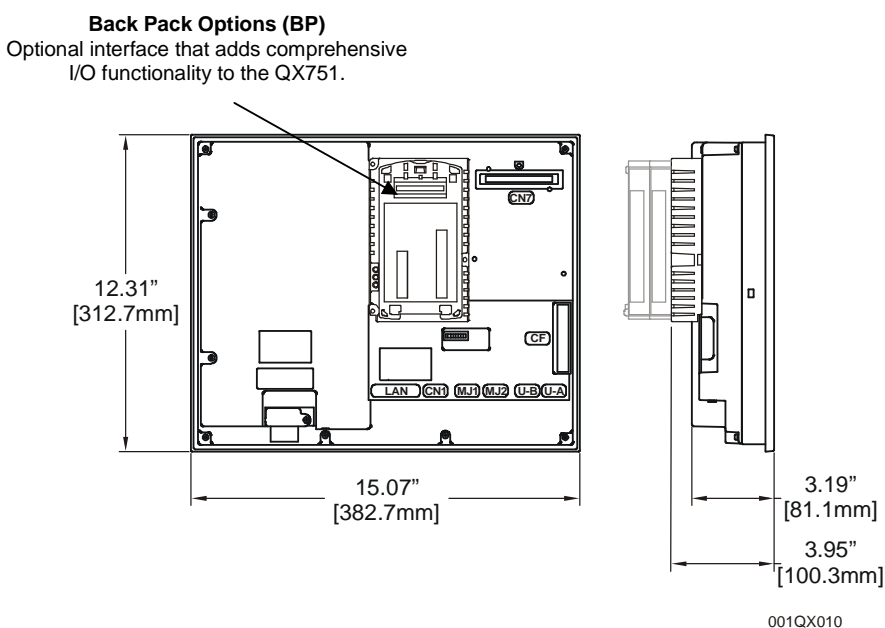 Back Pack Options (BP)
Optional interface that adds comprehensive
I/O functionality to the QX751.
CN7
12.31”
[312.7mm]
CF
LAN CN1 MJ1 MJ2 U-B U-A
15.07”
[382.7mm]
3.19”
[81.1mm]
3.95”
[100.3mm]
001QX010